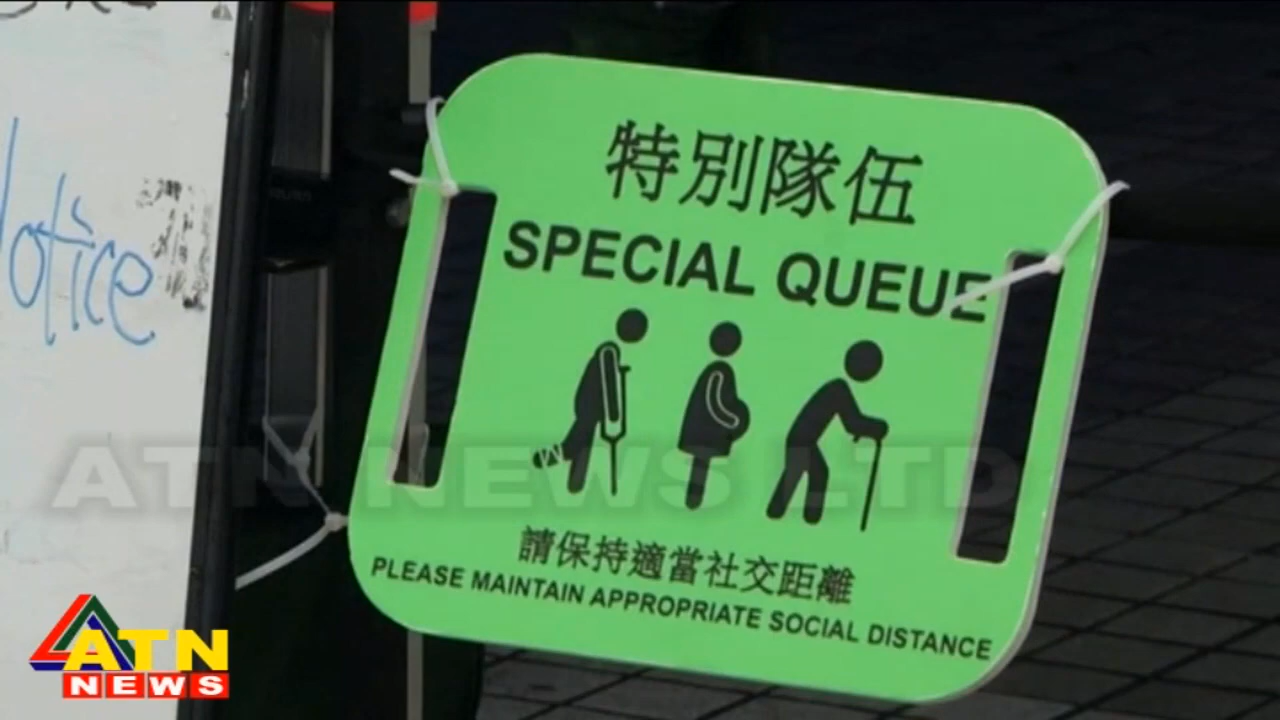 特別隊伍
SPECIAL QUEUE
請保持適當社交距離
PLEASE MAINTAIN APPROPRIATE SOCIAL DISTANCE
otice
ATN NEWS LTD
ATN
NEWS